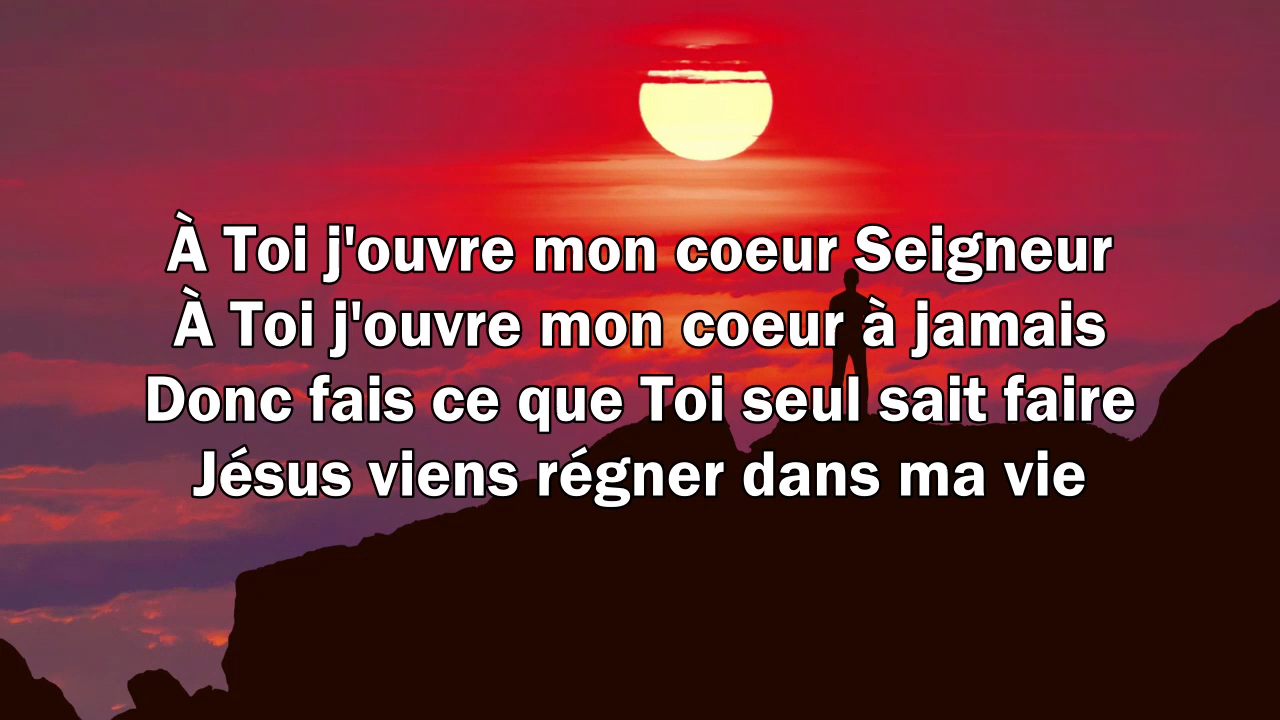 À Toi j'ouvre mon coeur Seigneur
À Toi j'ouvre mon coeur à jamais
Donc fais ce que Toi seul sait faire
Jésus viens régner dans ma vie